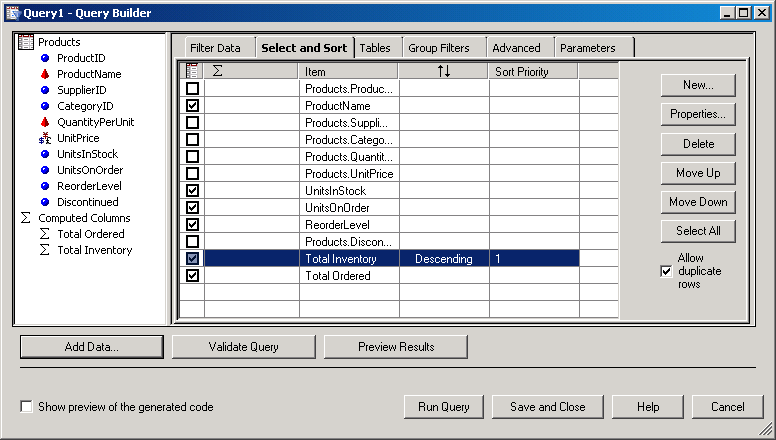 Query1 - Query Builder
Products
ProductID
ProductName
SupplierID
CategoryID
QuantityPerUnit
UnitPrice
UnitsInStock
UnitsOnOrder
ReorderLevel
Discontinued
Σ Computed Columns
Σ Total Ordered
Σ Total Inventory
Filter Data Select and Sort Tables Group Filters Advanced Parameters
Σ Item Sort Priority
Products.Produc...
ProductName
Products.Suppli...
Products.Catego...
Products.Quantit...
Products.UnitPrice
UnitsInStock
UnitsOnOrder
ReorderLevel
Products.Discon...
Total Inventory Descending 1
Total Ordered
New...
Properties...
Delete
Move Up
Move Down
Select All
Allow
duplicate
rows
Add Data... Validate Query Preview Results
Show preview of the generated code
Run Query Save and Close Help Cancel